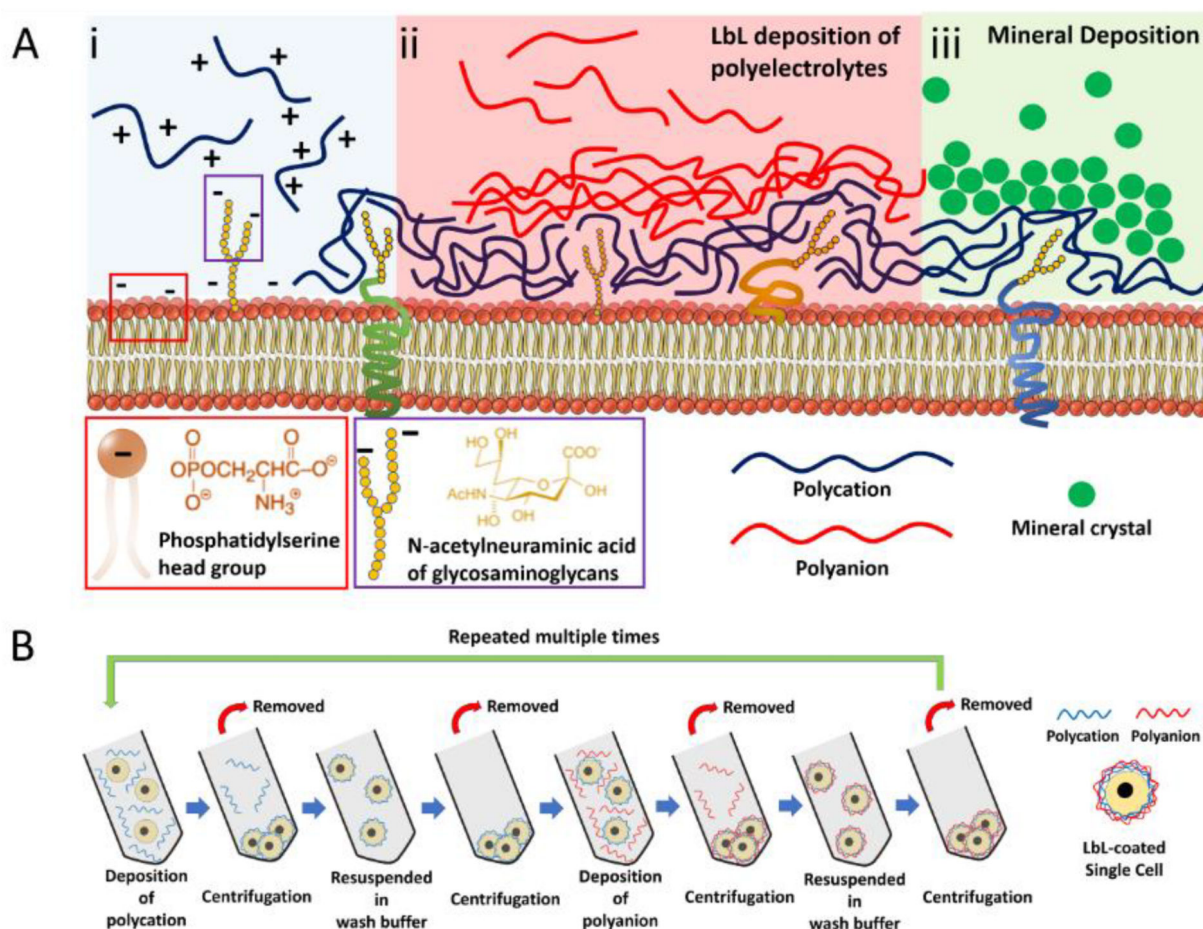 A
i
ii
LbL deposition of
polyelectrolytes
iii
Mineral Deposition
+ + + + + + + +
- - - - - -
-
O O
⊖OPOCH₂CHC-O⊖
O⊖ NH₃⊕
Phosphatidylserine
head group
- -
HO OH
COO⁻
AcHN O OH
HO OH
N-acetylneuraminic acid
of glycosaminoglycans
Polycation
Polyanion
Mineral crystal
B
Repeated multiple times
Removed
Removed
Removed
Removed
Polycation Polyanion
LbL-coated
Single Cell
Deposition
of
polycation
Centrifugation
Resuspended
in
wash buffer
Centrifugation
Deposition
of
polyanion
Centrifugation
Resuspended
in
wash buffer
Centrifugation